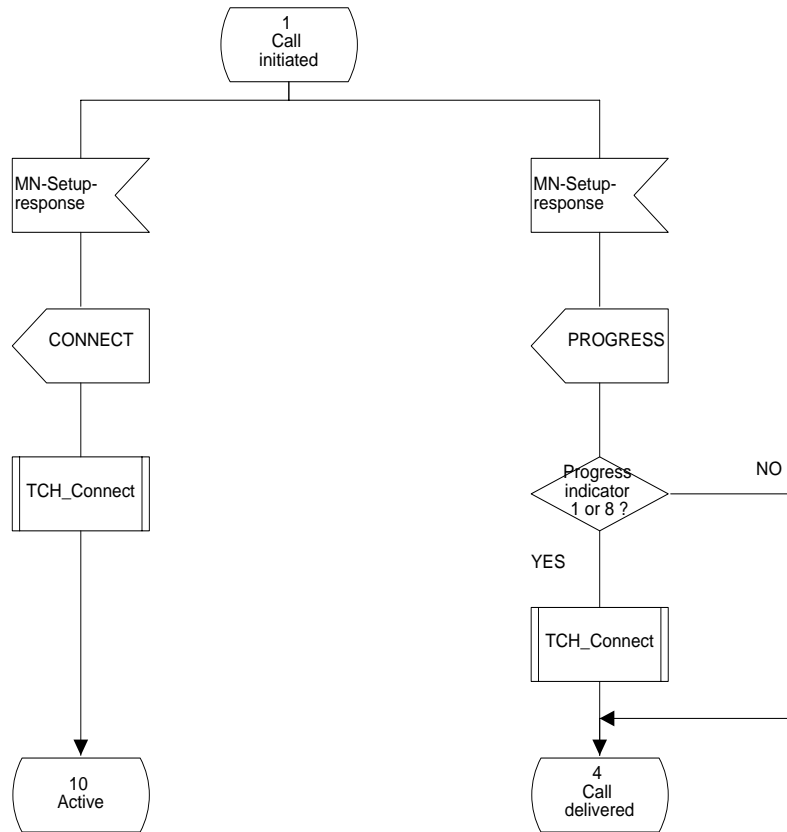 1
Call
initiated
MN-Setup-
response
MN-Setup-
response
CONNECT
PROGRESS
TCH_Connect
Progress
indicator
1 or 8 ?
NO
YES
TCH_Connect
10
Active
4
Call
delivered